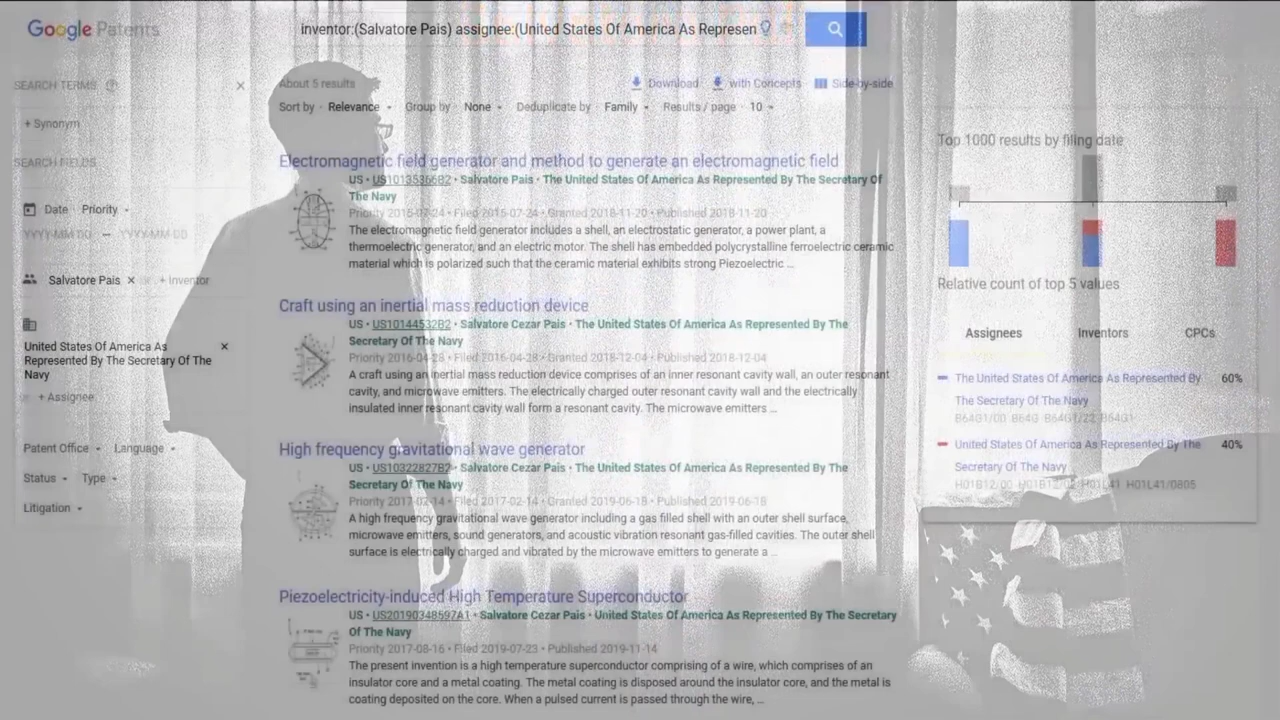 Google Patents
inventor:(Salvatore Pais) assignee:(United States Of America As Represen
SEARCH TERMS
+ Synonym
SEARCH FIELDS
Date · Priority
YYYY-MM-DD – YYYY-MM-DD
Salvatore Pais × or + Inventor
United States Of America As ×
Represented By The Secretary Of The
Navy
or + Assignee
Patent Office Language
Status Type
Litigation
About 5 results
Download with Concepts Side-by-side
Sort by · Relevance Group by · None Deduplicate by · Family Results / page · 10
Electromagnetic field generator and method to generate an electromagnetic field
US · US10135366B2 · Salvatore Pais · The United States Of America As Represented By The Secretary Of
The Navy
Priority 2015-07-24 • Filed 2015-07-24 • Granted 2018-11-20 • Published 2018-11-20
The electromagnetic field generator includes a shell, an electrostatic generator, a power plant, a
thermoelectric generator, and an electric motor. The shell has embedded polycrystalline ferroelectric ceramic
material which is polarized such that the ceramic material exhibits strong Piezoelectric ...
Craft using an inertial mass reduction device
US · US10144532B2 · Salvatore Cezar Pais · The United States Of America As Represented By The
Secretary Of The Navy
Priority 2016-04-28 • Filed 2016-04-28 • Granted 2018-12-04 • Published 2018-12-04
A craft using an inertial mass reduction device comprises of an inner resonant cavity wall, an outer resonant
cavity, and microwave emitters. The electrically charged outer resonant cavity wall and the electrically
insulated inner resonant cavity wall form a resonant cavity. The microwave emitters ...
High frequency gravitational wave generator
US · US10322827B2 · Salvatore Cezar Pais · The United States Of America As Represented By The
Secretary Of The Navy
Priority 2017-02-14 • Filed 2017-02-14 • Granted 2019-06-18 • Published 2019-06-18
A high frequency gravitational wave generator including a gas filled shell with an outer shell surface,
microwave emitters, sound generators, and acoustic vibration resonant gas-filled cavities. The outer shell
surface is electrically charged and vibrated by the microwave emitters to generate a ...
Piezoelectricity-induced High Temperature Superconductor
US · US20190348597A1 · Salvatore Cezar Pais · United States Of America As Represented By The Secretary
Of The Navy
Priority 2017-08-16 • Filed 2019-07-23 • Published 2019-11-14
The present invention is a high temperature superconductor comprising of a wire, which comprises of an
insulator core and a metal coating. The metal coating is disposed around the insulator core, and the metal is
coating deposited on the core. When a pulsed current is passed through the wire, ...
Top 1000 results by filing date
Relative count of top 5 values
Assignees Inventors CPCs
The United States Of America As Represented By 60%
The Secretary Of The Navy
B64G1/00 B64G B64G1/22 B64G1
United States Of America As Represented By The 40%
Secretary Of The Navy
H01B12/00 H01B12/02 H01L41 H01L41/0805